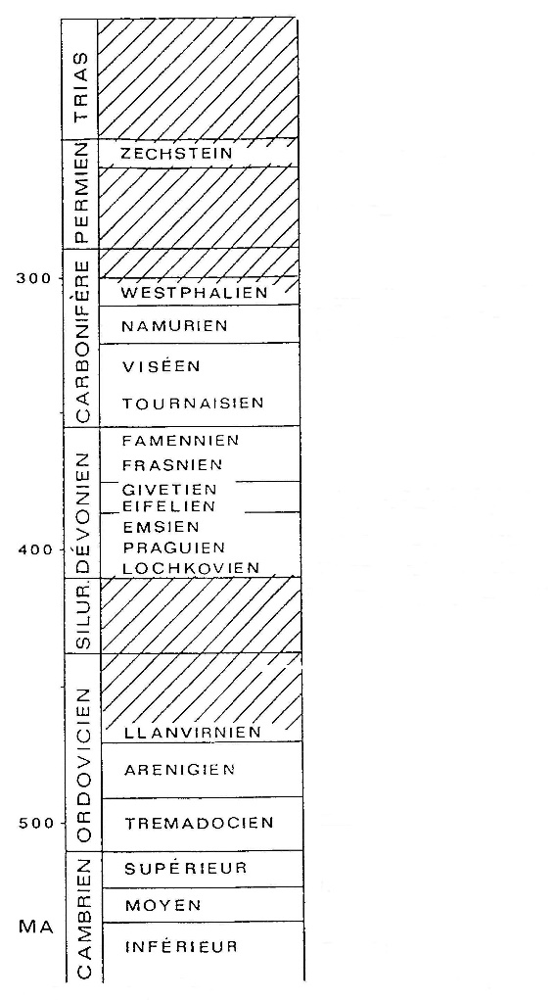 TRIAS
PERMIEN
ZECHSTEIN
300
CARBONIFÈRE
WESTPHALIEN
NAMURIEN
VISÉEN
TOURNAISIEN
DÉVONIEN
FAMENNIEN
FRASNIEN
GIVETIEN
EIFELIEN
EMSIEN
400
PRAGUIEN
LOCHKOVIEN
SILUR.
ORDOVICIEN
LLANVIRNIEN
ARENIGIEN
500
TREMADOCIEN
CAMBRIEN
SUPÉRIEUR
MOYEN
MA
INFÉRIEUR